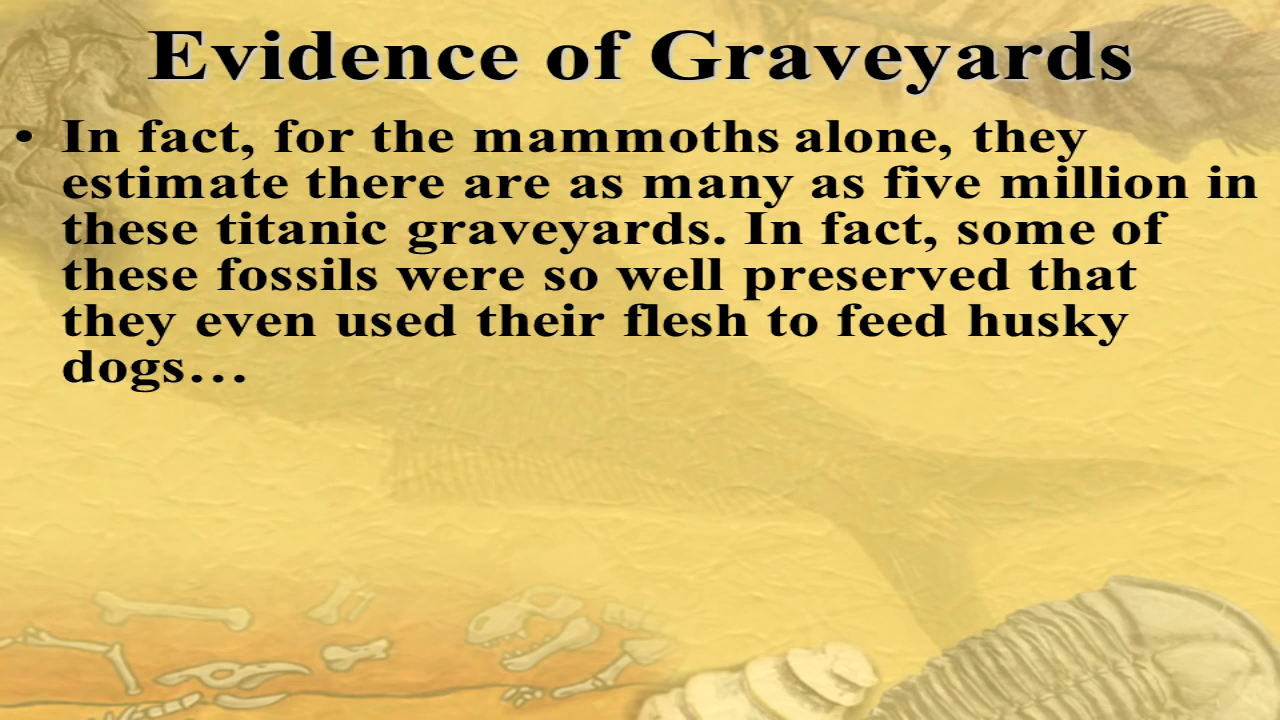 Evidence of Graveyards
• In fact, for the mammoths alone, they
estimate there are as many as five million in
these titanic graveyards. In fact, some of
these fossils were so well preserved that
they even used their flesh to feed husky
dogs…